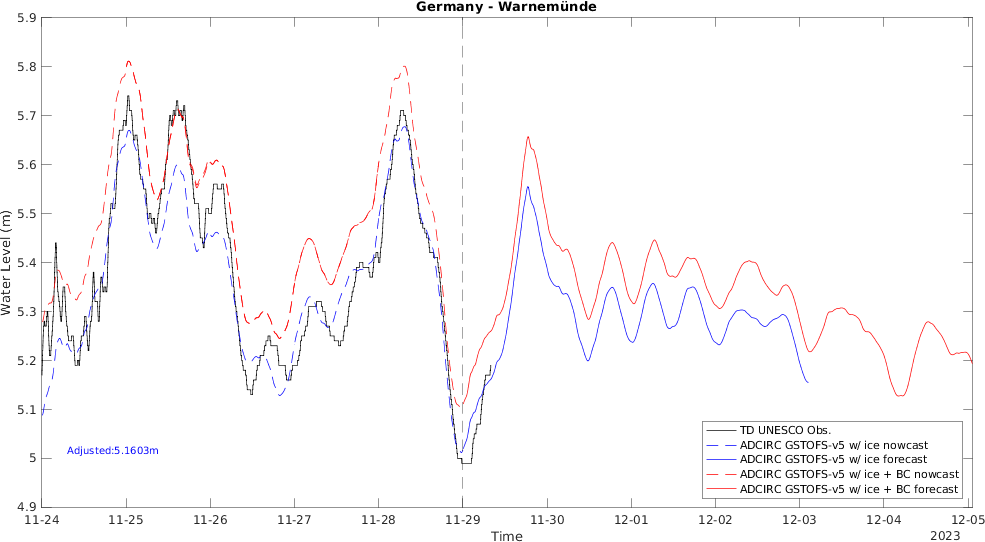 Germany - Warnemünde
5.9
5.8
5.7
5.6
5.5
5.4
5.3
5.2
5.1
5
4.9
Water Level (m)
Adjusted:5.1603m
TD UNESCO Obs.
ADCIRC GSTOFS-v5 w/ ice nowcast
ADCIRC GSTOFS-v5 w/ ice forecast
ADCIRC GSTOFS-v5 w/ ice + BC nowcast
ADCIRC GSTOFS-v5 w/ ice + BC forecast
11-24 11-25 11-26 11-27 11-28 11-29 11-30 12-01 12-02 12-03 12-04 12-05
Time
2023